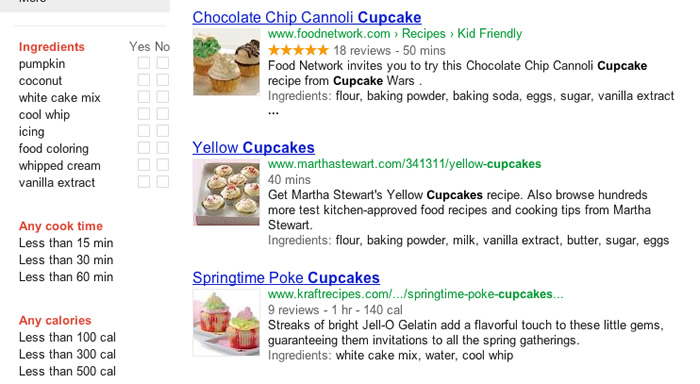 More
Ingredients Yes No
pumpkin
coconut
white cake mix
cool whip
icing
food coloring
whipped cream
vanilla extract
Any cook time
Less than 15 min
Less than 30 min
Less than 60 min
Any calories
Less than 100 cal
Less than 300 cal
Less than 500 cal
Chocolate Chip Cannoli Cupcake
www.foodnetwork.com › Recipes › Kid Friendly
★★★★★ 18 reviews - 50 mins
Food Network invites you to try this Chocolate Chip Cannoli Cupcake
recipe from Cupcake Wars .
Ingredients: flour, baking powder, baking soda, eggs, sugar, vanilla extract
...
Yellow Cupcakes
www.marthastewart.com/341311/yellow-cupcakes
40 mins
Get Martha Stewart's Yellow Cupcakes recipe. Also browse hundreds
more test kitchen-approved food recipes and cooking tips from Martha
Stewart.
Ingredients: flour, baking powder, milk, vanilla extract, butter, sugar, eggs
Springtime Poke Cupcakes
www.kraftrecipes.com/.../springtime-poke-cupcakes...
9 reviews - 1 hr - 140 cal
Streaks of bright Jell-O Gelatin add a flavorful touch to these little gems,
guaranteeing them invitations to all the spring gatherings.
Ingredients: white cake mix, water, cool whip